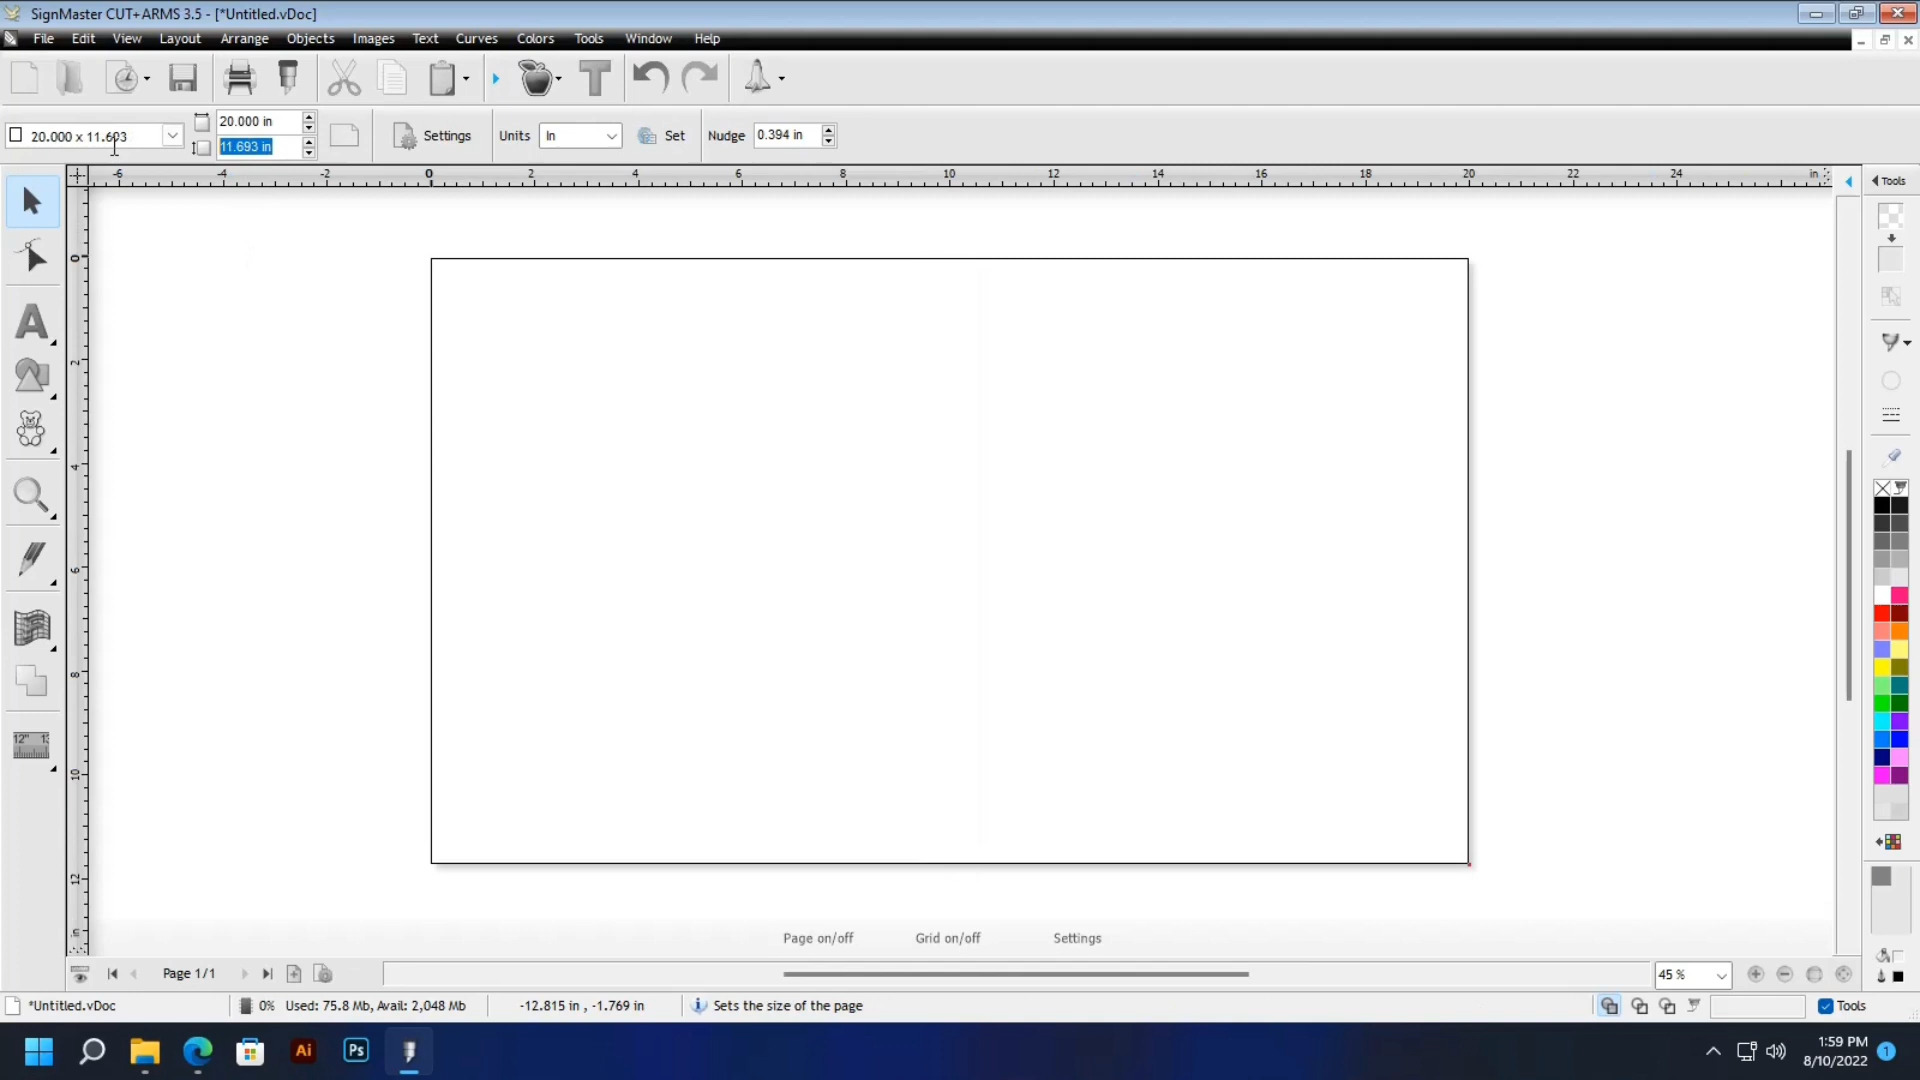 SignMaster CUT+ARMS 3.5 - [*Untitled.vDoc]
File Edit View Layout Arrange Objects Images Text Curves Colors Tools Window Help
20.000 x 11.693
20.000 in
11.693 in
Settings
Units In
Set
Nudge 0.394 in
-6 -4 -2 0 2 4 6 8 10 12 14 16 18 20 22 24 in
Tools
0
2
4
6
8
10
12
in
Page on/off Grid on/off Settings
Page 1/1
45 %
*Untitled.vDoc
0% Used: 75.8 Mb, Avail: 2,048 Mb
-12.815 in , -1.769 in
Sets the size of the page
Tools
Ai
Ps
1:59 PM
8/10/2022
1